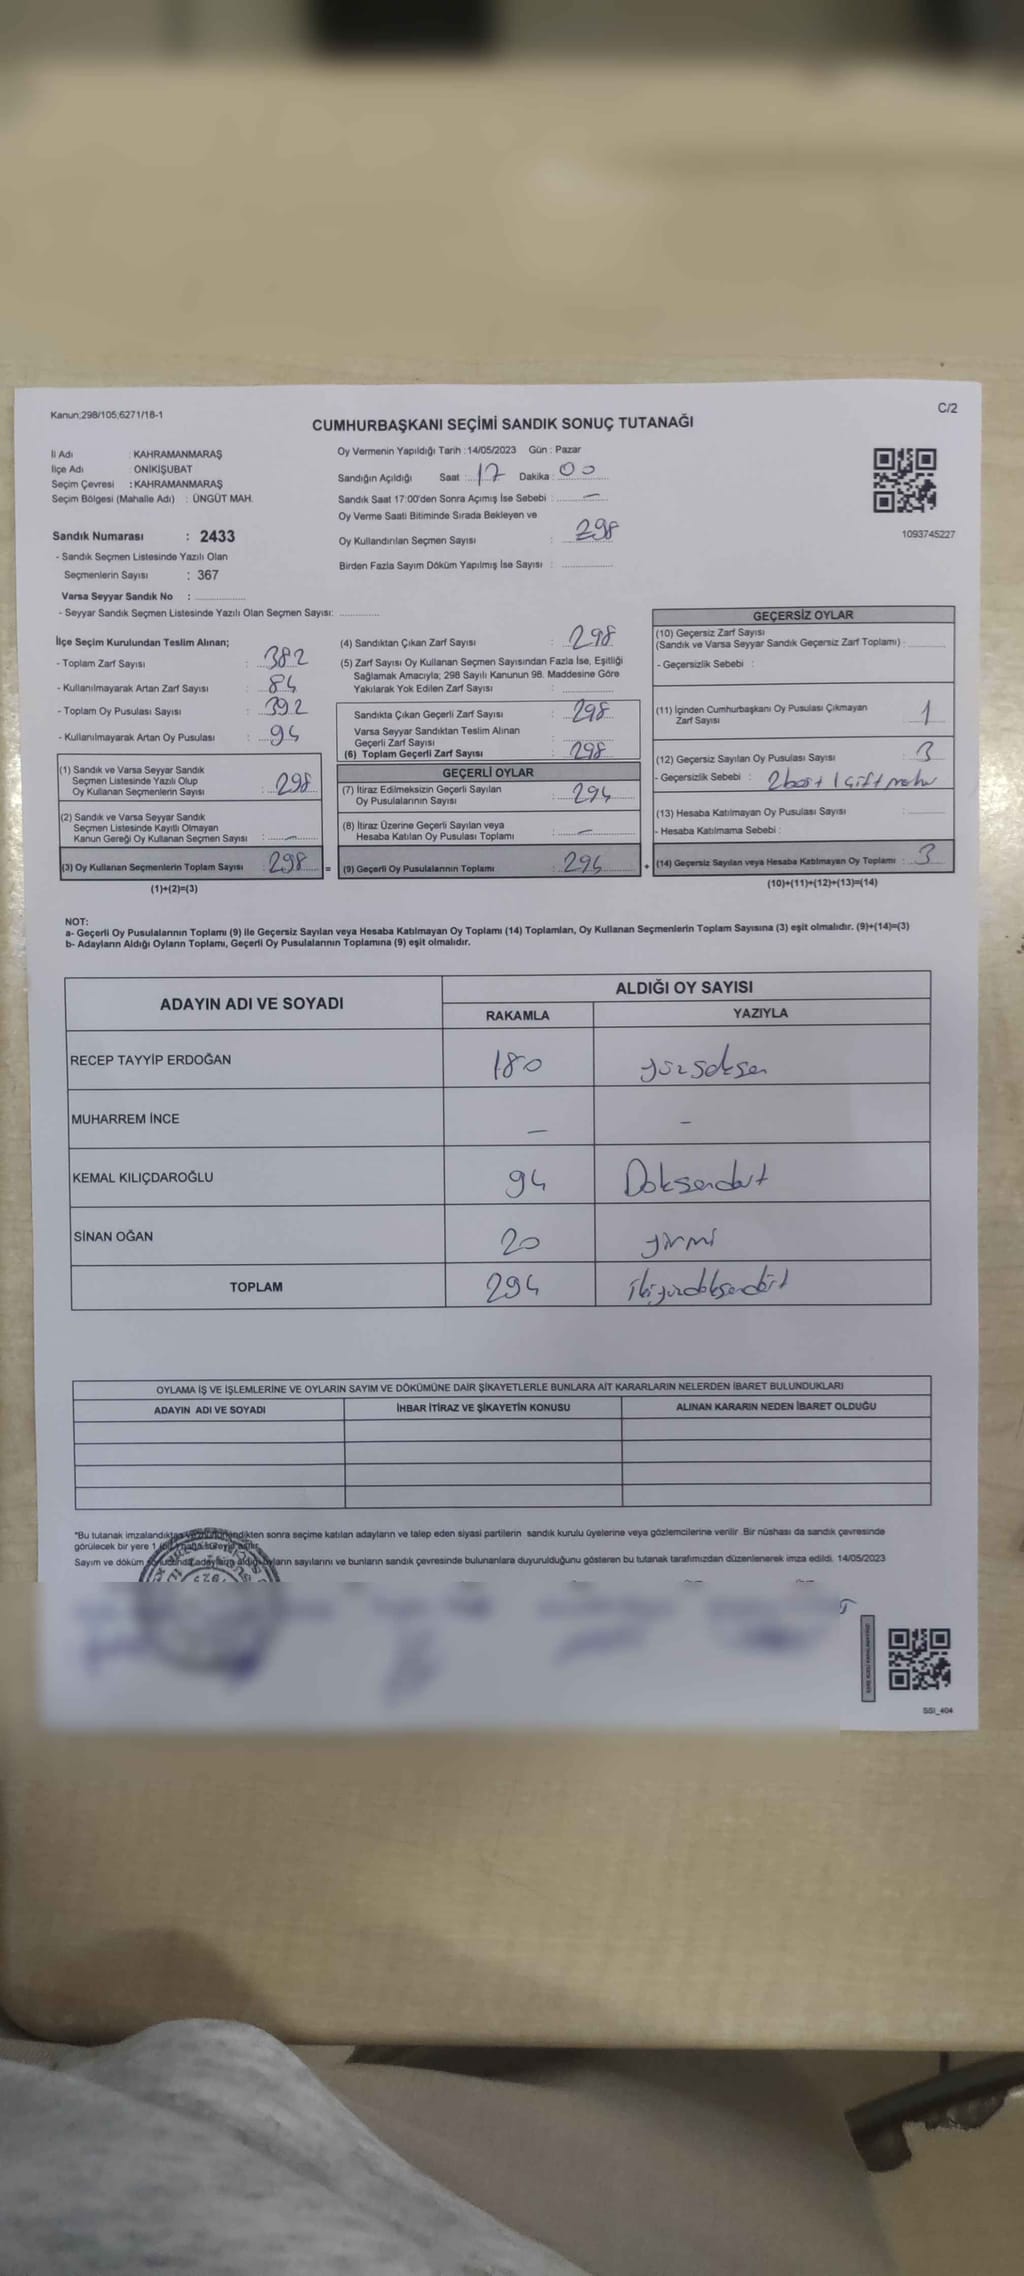 Kanun;298/105;6271/18-1
C/2
CUMHURBAŞKANI SEÇİMİ SANDIK SONUÇ TUTANAĞI
İl Adı : KAHRAMANMARAŞ
İlçe Adı : ONİKİŞUBAT
Seçim Çevresi : KAHRAMANMARAŞ
Seçim Bölgesi (Mahalle Adı) : ÜNGÜT MAH.
Oy Vermenin Yapıldığı Tarih : 14/05/2023 Gün : Pazar
Sandığın Açıldığı Saat : 17 Dakika : 00
Sandık Saat 17:00'den Sonra Açımış İse Sebebi : —
Oy Verme Saati Bitiminde Sırada Bekleyen ve
Oy Kullandırılan Seçmen Sayısı : 298
Birden Fazla Sayım Döküm Yapılmış İse Sayısı :
1093745227
Sandık Numarası : 2433
- Sandık Seçmen Listesinde Yazılı Olan
Seçmenlerin Sayısı : 367
Varsa Seyyar Sandık No :
- Seyyar Sandık Seçmen Listesinde Yazılı Olan Seçmen Sayısı:
İlçe Seçim Kurulundan Teslim Alınan;
- Toplam Zarf Sayısı : 382
- Kullanılmayarak Artan Zarf Sayısı : 84
- Toplam Oy Pusulası Sayısı : 392
- Kullanılmayarak Artan Oy Pusulası : 94
(1) Sandık ve Varsa Seyyar Sandık
Seçmen Listesinde Yazılı Olup
Oy Kullanan Seçmenlerin Sayısı : 298
(2) Sandık ve Varsa Seyyar Sandık
Seçmen Listesinde Kayıtlı Olmayan
Kanun Gereği Oy Kullanan Seçmen Sayısı : —
(3) Oy Kullanan Seçmenlerin Toplam Sayısı : 298 =
(1)+(2)=(3)
(4) Sandıktan Çıkan Zarf Sayısı : 298
(5) Zarf Sayısı Oy Kullanan Seçmen Sayısından Fazla İse, Eşitliği
Sağlamak Amacıyla; 298 Sayılı Kanunun 98. Maddesine Göre
Yakılarak Yok Edilen Zarf Sayısı :
Sandıkta Çıkan Geçerli Zarf Sayısı : 298
Varsa Seyyar Sandıktan Teslim Alınan
Geçerli Zarf Sayısı :
(6) Toplam Geçerli Zarf Sayısı : 298
GEÇERLİ OYLAR
(7) İtiraz Edilmeksizin Geçerli Sayılan
Oy Pusulalarının Sayısı : 294
(8) İtiraz Üzerine Geçerli Sayılan veya
Hesaba Katılan Oy Pusulası Toplamı : —
(9) Geçerli Oy Pusulalarının Toplamı : 294 +
GEÇERSİZ OYLAR
(10) Geçersiz Zarf Sayısı
(Sandık ve Varsa Seyyar Sandık Geçersiz Zarf Toplamı) :
- Geçersizlik Sebebi :
(11) İçinden Cumhurbaşkanı Oy Pusulası Çıkmayan
Zarf Sayısı 1
(12) Geçersiz Sayılan Oy Pusulası Sayısı : 3
- Geçersizlik Sebebi : 2 boş + 1 çift mühür
(13) Hesaba Katılmayan Oy Pusulası Sayısı :
- Hesaba Katılmama Sebebi :
(14) Geçersiz Sayılan veya Hesaba Katılmayan Oy Toplamı : 3
(10)+(11)+(12)+(13)=(14)
NOT:
a- Geçerli Oy Pusulalarının Toplamı (9) ile Geçersiz Sayılan veya Hesaba Katılmayan Oy Toplamı (14) Toplamları, Oy Kullanan Seçmenlerin Toplam Sayısına (3) eşit olmalıdır. (9)+(14)=(3)
b- Adayların Aldığı Oyların Toplamı, Geçerli Oy Pusulalarının Toplamına (9) eşit olmalıdır.
ADAYIN ADI VE SOYADI ALDIĞI OY SAYISI
RAKAMLA YAZIYLA
RECEP TAYYİP ERDOĞAN 180 yüzseksen
MUHARREM İNCE — –
KEMAL KILIÇDAROĞLU 94 Doksandört
SİNAN OĞAN 20 yirmi
TOPLAM 294 ikiyüzdoksandört
OYLAMA İŞ VE İŞLEMLERİNE VE OYLARIN SAYIM VE DÖKÜMÜNE DAİR ŞİKAYETLERLE BUNLARA AİT KARARLARIN NELERDEN İBARET BULUNDUKLARI
ADAYIN ADI VE SOYADI İHBAR İTİRAZ VE ŞİKAYETİN KONUSU ALINAN KARARIN NEDEN İBARET OLDUĞU
"Bu tutanak imzalandıktan ve mühürlendikten sonra seçime katılan adayların ve talep eden siyasi partilerin sandık kurulu üyelerine veya gözlemcilerine verilir. Bir nüshası da sandık çevresinde
görülecek bir yere 1 (bir) hafta süreyle asılır.
Sayım ve döküm sonucunda adayların aldığı oyların sayılarını ve bunların sandık çevresinde bulunanlara duyurulduğunu gösteren bu tutanak tarafımızdan düzenlenerek imza edildi. 14/05/2023
SSI_404